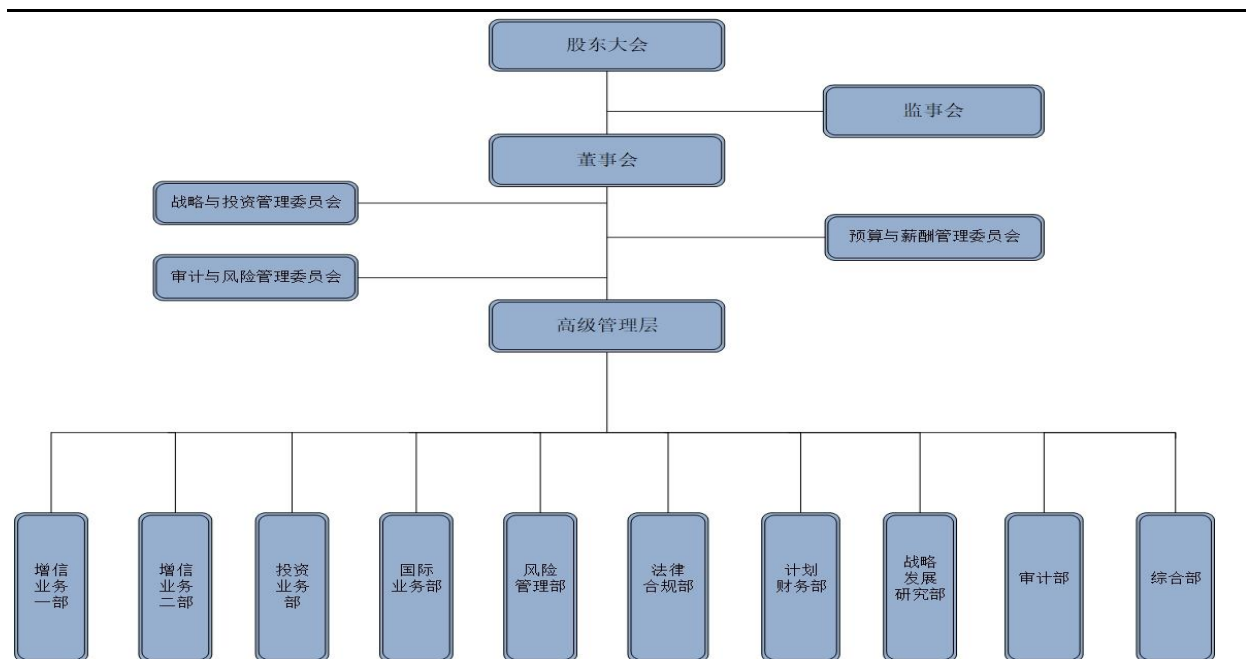 股东大会
监事会
董事会
战略与投资管理委员会
预算与薪酬管理委员会
审计与风险管理委员会
高级管理层
增信
业务
一部
增信
业务
二部
投资
业务
部
国际
业务部
风险
管理部
法律
合规部
计划
财务部
战略
发展
研究部
审计部
综合部